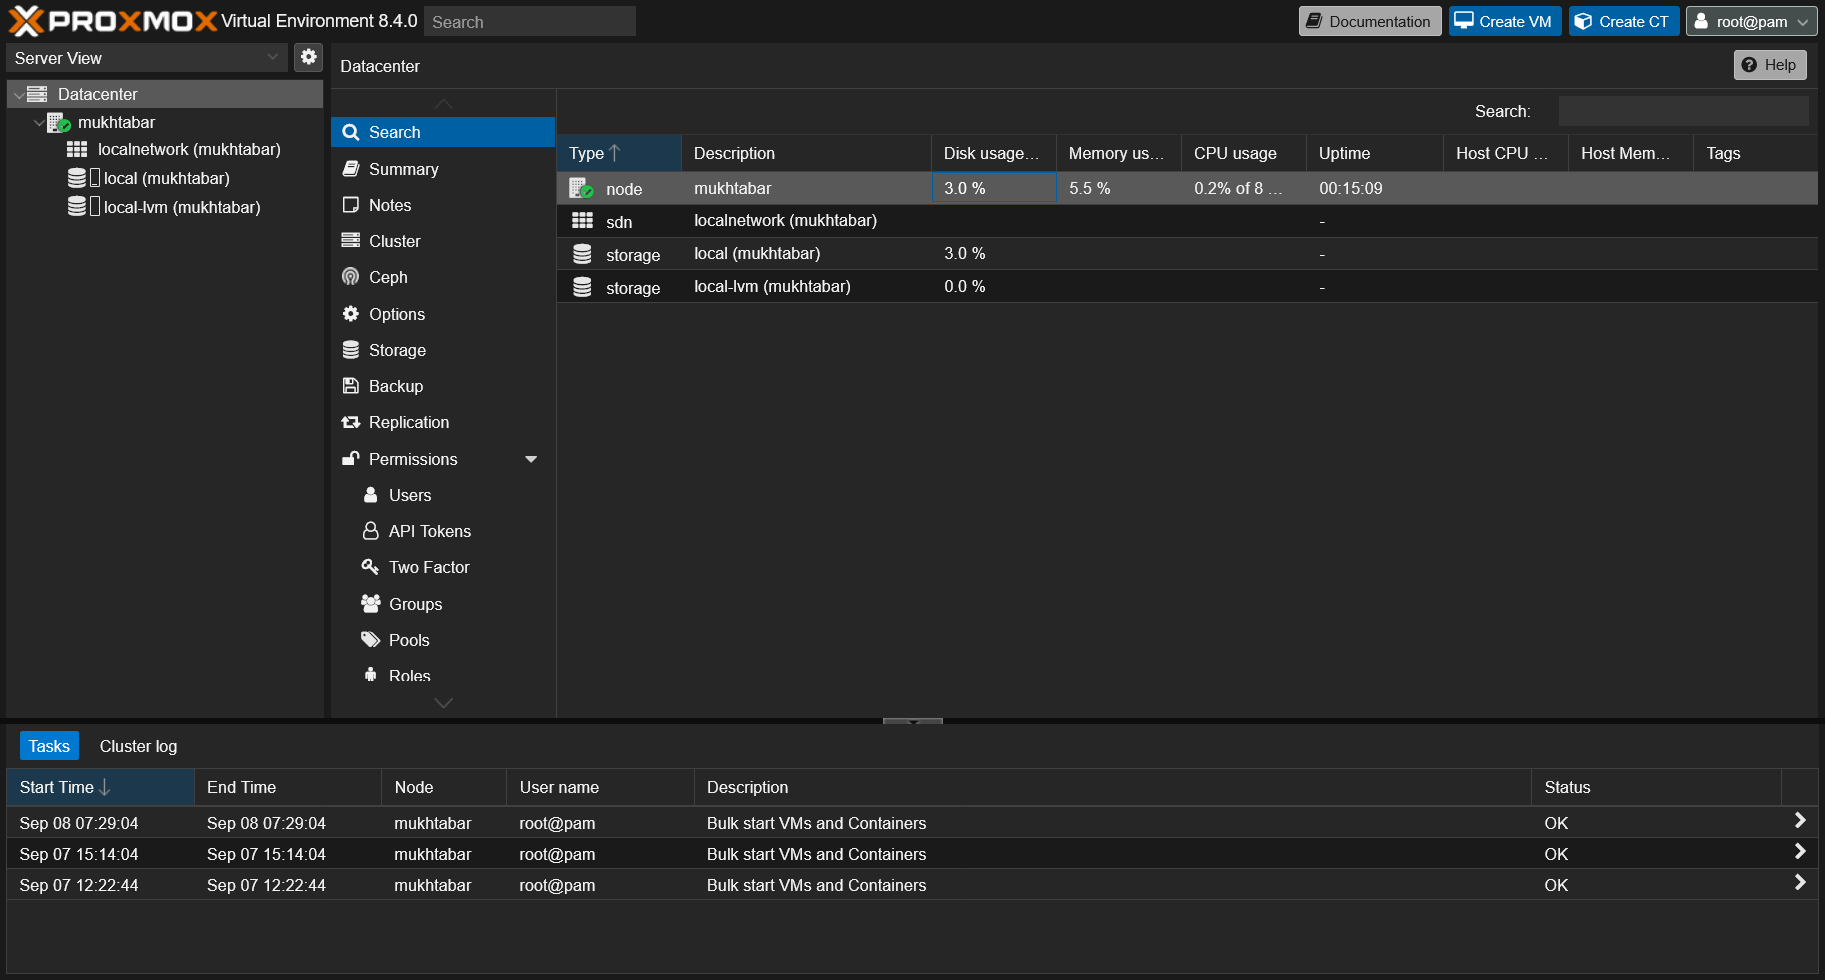 PROXMOX Virtual Environment 8.4.0 Search Documentation Create VM Create CT root@pam
Server View
Datacenter
mukhtabar
localnetwork (mukhtabar)
local (mukhtabar)
local-lvm (mukhtabar)
Datacenter Help
Search
Summary
Notes
Cluster
Ceph
Options
Storage
Backup
Replication
Permissions
Users
API Tokens
Two Factor
Groups
Pools
Roles
Search:
Type Description Disk usage... Memory us... CPU usage Uptime Host CPU ... Host Mem... Tags
node mukhtabar 3.0 % 5.5 % 0.2% of 8 ... 00:15:09
sdn localnetwork (mukhtabar) -
storage local (mukhtabar) 3.0 % -
storage local-lvm (mukhtabar) 0.0 % -
Tasks Cluster log
Start Time End Time Node User name Description Status
Sep 08 07:29:04 Sep 08 07:29:04 mukhtabar root@pam Bulk start VMs and Containers OK
Sep 07 15:14:04 Sep 07 15:14:04 mukhtabar root@pam Bulk start VMs and Containers OK
Sep 07 12:22:44 Sep 07 12:22:44 mukhtabar root@pam Bulk start VMs and Containers OK